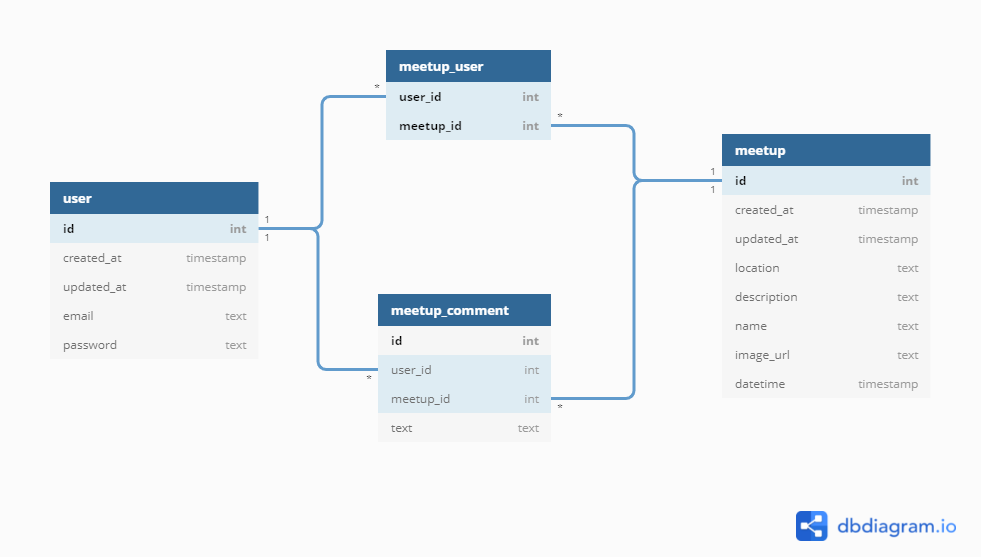 meetup_user
* user_id int
meetup_id int *
meetup
1 id int
1
created_at timestamp
updated_at timestamp
location text
description text
name text
image_url text
datetime timestamp
user
id int 1
1
created_at timestamp
updated_at timestamp
email text
password text
meetup_comment
id int
* user_id int
meetup_id int *
text text
dbdiagram.io